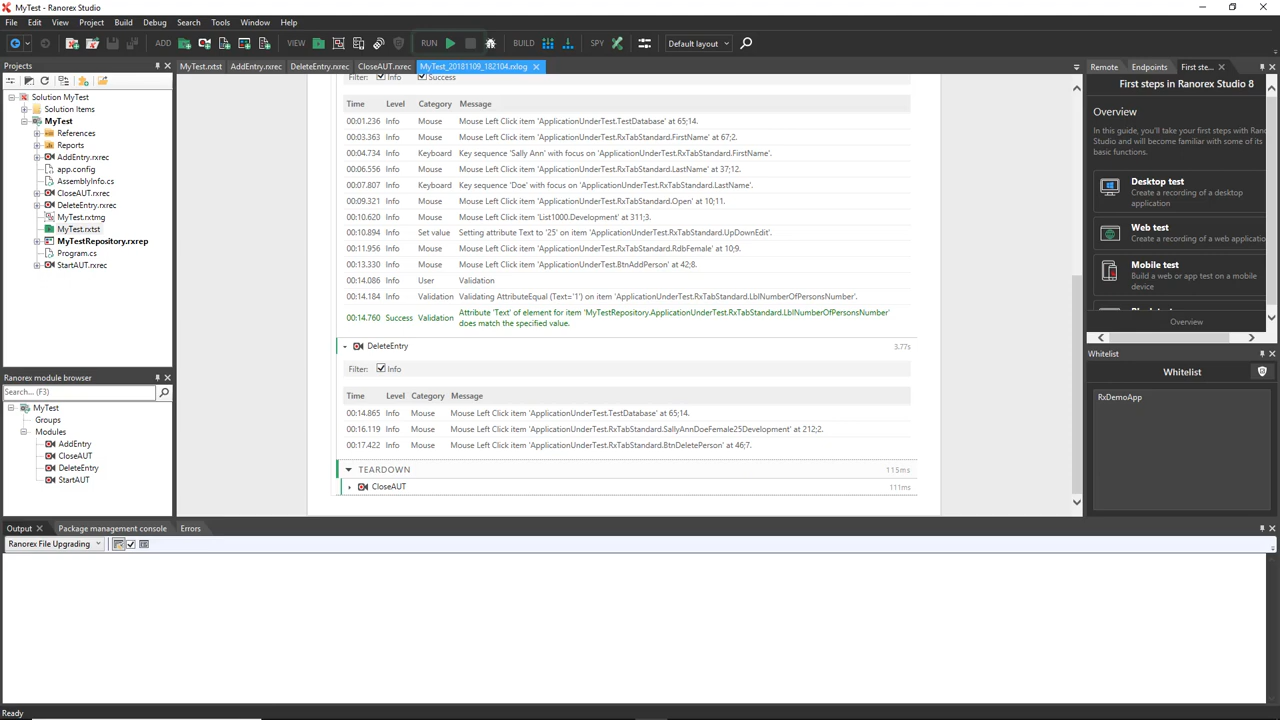 MyTest - Ranorex Studio
File Edit View Project Build Debug Search Tools Window Help
ADD VIEW RUN BUILD SPY Default layout
Projects
Solution MyTest
Solution Items
MyTest
References
Reports
AddEntry.rxrec
app.config
AssemblyInfo.cs
CloseAUT.rxrec
DeleteEntry.rxrec
MyTest.rxtmg
MyTest.rxtst
MyTestRepository.rxrep
Program.cs
StartAUT.rxrec
Ranorex module browser
Search... (F3)
MyTest
Groups
Modules
AddEntry
CloseAUT
DeleteEntry
StartAUT
MyTest.rxtst AddEntry.rxrec DeleteEntry.rxrec CloseAUT.rxrec MyTest_20181109_182104.rxlog
Filter: Info Success
Time Level Category Message
00:01.236 Info Mouse Mouse Left Click item 'ApplicationUnderTest.TestDatabase' at 65;14.
00:03.363 Info Mouse Mouse Left Click item 'ApplicationUnderTest.RxTabStandard.FirstName' at 67;2.
00:04.734 Info Keyboard Key sequence 'Sally Ann' with focus on 'ApplicationUnderTest.RxTabStandard.FirstName'.
00:06.556 Info Mouse Mouse Left Click item 'ApplicationUnderTest.RxTabStandard.LastName' at 37;12.
00:07.807 Info Keyboard Key sequence 'Doe' with focus on 'ApplicationUnderTest.RxTabStandard.LastName'.
00:09.321 Info Mouse Mouse Left Click item 'ApplicationUnderTest.RxTabStandard.Open' at 10;11.
00:10.620 Info Mouse Mouse Left Click item 'List1000.Development' at 311;3.
00:10.894 Info Set value Setting attribute Text to '25' on item 'ApplicationUnderTest.RxTabStandard.UpDownEdit'.
00:11.956 Info Mouse Mouse Left Click item 'ApplicationUnderTest.RxTabStandard.RdbFemale' at 10;9.
00:13.330 Info Mouse Mouse Left Click item 'ApplicationUnderTest.BtnAddPerson' at 42;8.
00:14.086 Info User Validation
00:14.184 Info Validation Validating AttributeEqual (Text='1') on item 'ApplicationUnderTest.RxTabStandard.LblNumberOfPersonsNumber'.
00:14.760 Success Validation Attribute 'Text' of element for item 'MyTestRepository.ApplicationUnderTest.RxTabStandard.LblNumberOfPersonsNumber'
does match the specified value.
DeleteEntry 3.77s
Filter: Info
Time Level Category Message
00:14.865 Info Mouse Mouse Left Click item 'ApplicationUnderTest.TestDatabase' at 65;14.
00:16.119 Info Mouse Mouse Left Click item 'ApplicationUnderTest.RxTabStandard.SallyAnnDoeFemale25Development' at 212;2.
00:17.422 Info Mouse Mouse Left Click item 'ApplicationUnderTest.RxTabStandard.BtnDeletePerson' at 46;7.
TEARDOWN 115ms
CloseAUT 111ms
Remote Endpoints First ste...
First steps in Ranorex Studio 8
Overview
In this guide, you'll take your first steps with Ranc
Studio and will become familiar with some of its
basic functions.
Desktop test
Create a recording of a desktop
application
Web test
Create a recording of a web applicatio
Mobile test
Build a web or app test on a mobile
device
Overview
Whitelist
Whitelist
RxDemoApp
Output Package management console Errors
Ranorex File Upgrading
Ready